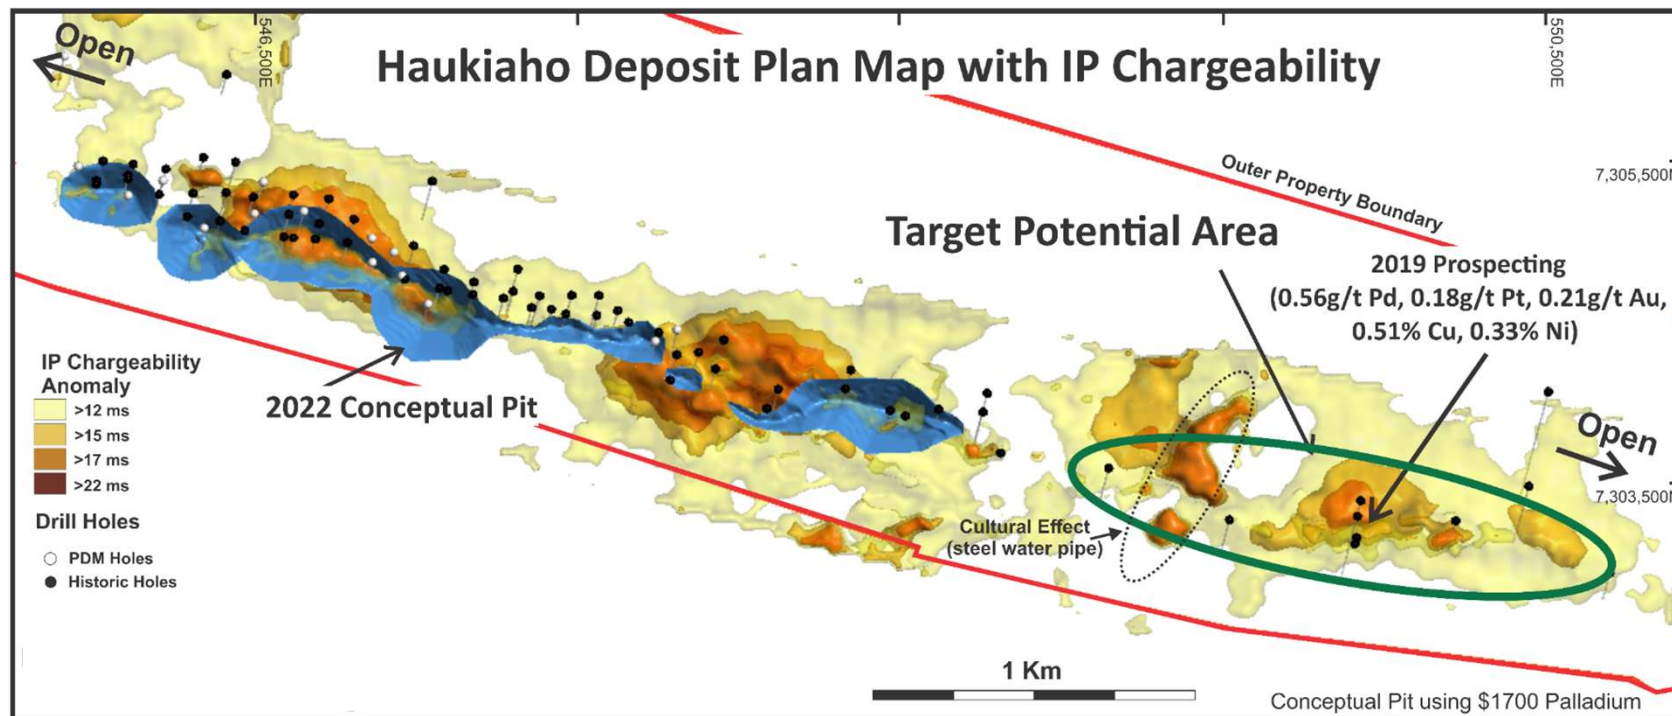 Open
546,500E
550,500E
Haukiaho Deposit Plan Map with IP Chargeability
Outer Property Boundary
7,305,500N
Target Potential Area
2019 Prospecting
(0.56g/t Pd, 0.18g/t Pt, 0.21g/t Au,
0.51% Cu, 0.33% Ni)
IP Chargeability
Anomaly
>12 ms
>15 ms
>17 ms
>22 ms
2022 Conceptual Pit
Open
7,303,500N
Drill Holes
PDM Holes
Historic Holes
Cultural Effect
(steel water pipe)
1 Km
Conceptual Pit using $1700 Palladium